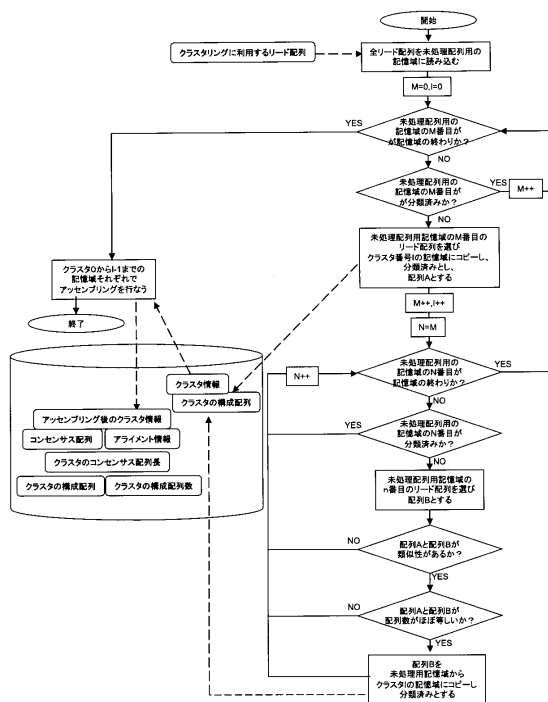 開始
クラスタリングに利用するリード配列
全リード配列を未処理配列用の
記憶域に読み込む
M=0,I=0
YES
未処理配列用の
記憶域のM番目が
が記憶域の終わりか？
NO
未処理配列用の
記憶域のM番目が
が分類済みか？
YES
M++
NO
未処理配列用記憶域のM番目の
リード配列を選び
クラスタ番号Iの記憶域にコピーし、
分類済みとし、
配列Aとする
クラスタ0からI-1までの
記憶域それぞれで
アッセンブリングを行なう
終了
M++,I++
N=M
N++
未処理配列用の
記憶域のN番目が
記憶域の終わりか？
YES
NO
クラスタ情報
クラスタの構成配列
アッセンブリング後のクラスタ情報
コンセンサス配列
アライメント情報
クラスタのコンセンサス配列長
クラスタの構成配列
クラスタの構成配列数
YES
未処理配列用の
記憶域のN番目が
分類済みか？
NO
未処理配列用記憶域の
n番目のリード配列を選び
配列Bとする
NO
配列Aと配列Bが
類似性があるか？
YES
NO
配列Aと配列Bが
配列数がほぼ等しいか？
YES
配列Bを
未処理用記憶域から
クラスタIの記憶域にコピーし
分類済みとする